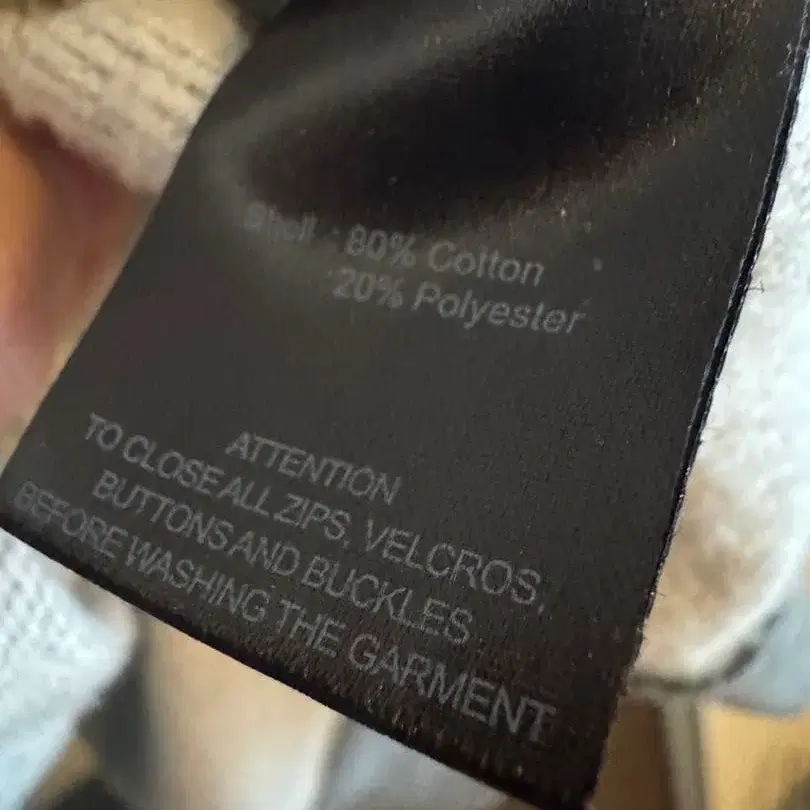 Shell : 80% Cotton
20% Polyester
ATTENTION
TO CLOSE ALL ZIPS, VELCROS,
BUTTONS AND BUCKLES
BEFORE WASHING THE GARMENT